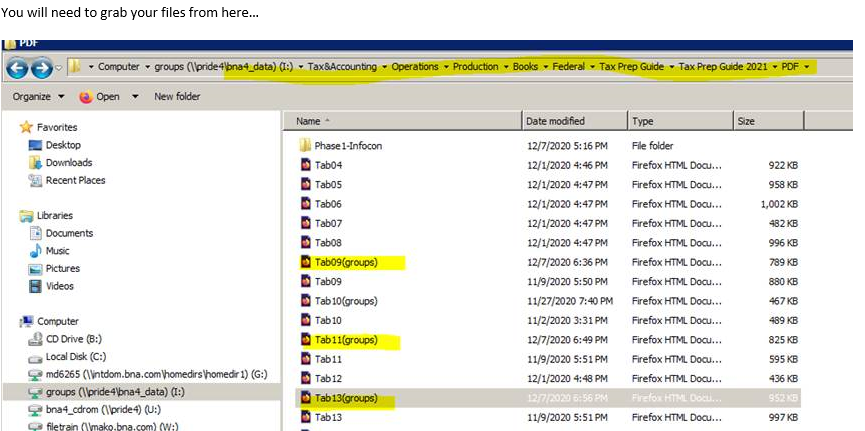 You will need to grab your files from here...
PDF
Computer groups (\\pride4\bna4_data) (I:) Tax&Accounting Operations Production Books Federal Tax Prep Guide Tax Prep Guide 2021 PDF
Organize Open New folder
Name Date modified Type Size
Favorites
Desktop
Downloads
Recent Places
Libraries
Documents
Music
Pictures
Videos
Computer
CD Drive (B:)
Local Disk (C:)
md6265 (\\intdom.bna.com\homedirs\homedir1) (G:)
groups (\\pride4\bna4_data) (I:)
bna4_cdrom (\\pride4) (U:)
filetrain (\\mako.bna.com) (W:)
Phase1-Infocon 12/7/2020 5:16 PM File folder
Tab04 12/1/2020 4:46 PM Firefox HTML Docu... 922 KB
Tab05 12/1/2020 4:47 PM Firefox HTML Docu... 958 KB
Tab06 12/1/2020 4:47 PM Firefox HTML Docu... 1,002 KB
Tab07 12/1/2020 4:47 PM Firefox HTML Docu... 482 KB
Tab08 12/1/2020 4:47 PM Firefox HTML Docu... 996 KB
Tab09(groups) 12/7/2020 6:36 PM Firefox HTML Docu... 789 KB
Tab09 11/9/2020 5:50 PM Firefox HTML Docu... 880 KB
Tab10(groups) 11/27/2020 7:40 PM Firefox HTML Docu... 467 KB
Tab10 11/2/2020 3:31 PM Firefox HTML Docu... 489 KB
Tab11(groups) 12/7/2020 6:49 PM Firefox HTML Docu... 825 KB
Tab11 11/9/2020 5:51 PM Firefox HTML Docu... 595 KB
Tab12 12/1/2020 4:48 PM Firefox HTML Docu... 436 KB
Tab13(groups) 12/7/2020 6:56 PM Firefox HTML Docu... 952 KB
Tab13 11/9/2020 5:51 PM Firefox HTML Docu... 997 KB